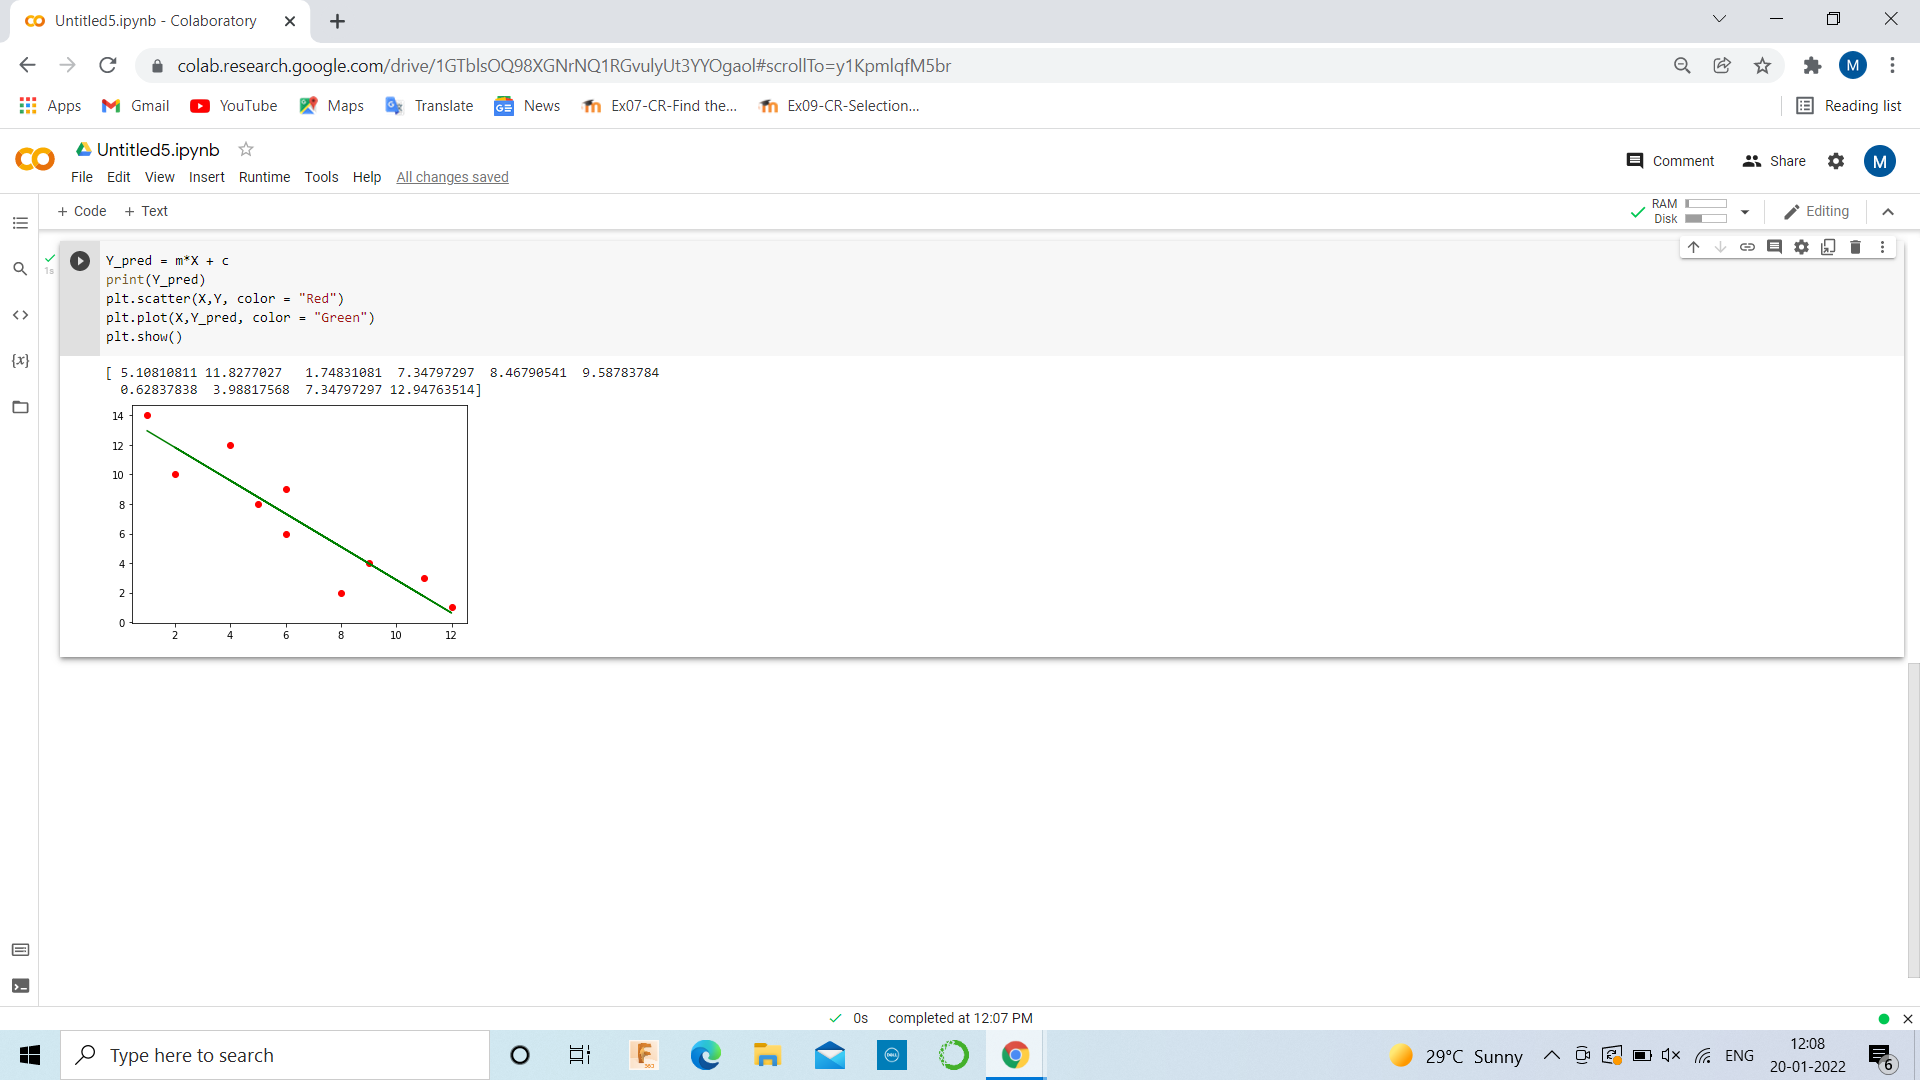 Untitled5.ipynb - Colaboratory
colab.research.google.com/drive/1GTblsOQ98XGNrNQ1RGvulyUt3YYOgaol#scrollTo=y1KpmlqfM5br
M
Apps Gmail YouTube Maps Translate News Ex07-CR-Find the... Ex09-CR-Selection... Reading list
Untitled5.ipynb
File Edit View Insert Runtime Tools Help All changes saved
Comment Share M
+ Code + Text
RAM
Disk
Editing
1s
Y_pred = m*X + c
print(Y_pred)
plt.scatter(X,Y, color = "Red")
plt.plot(X,Y_pred, color = "Green")
plt.show()
[ 5.10810811 11.8277027 1.74831081 7.34797297 8.46790541 9.58783784
0.62837838 3.98817568 7.34797297 12.94763514]
14
12
10
8
6
4
2
0
2 4 6 8 10 12
0s completed at 12:07 PM
Type here to search
29°C Sunny
ENG
12:08
20-01-2022
6